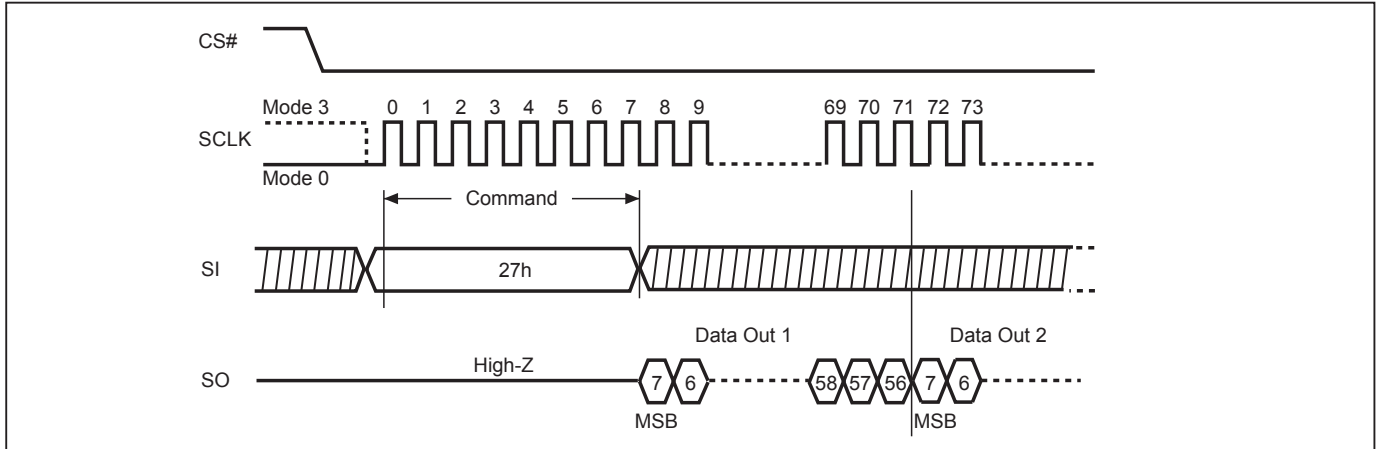 CS#
Mode 3 0 1 2 3 4 5 6 7 8 9 69 70 71 72 73
SCLK
Mode 0
Command
SI 27h
Data Out 1 Data Out 2
SO High-Z 7 6 58 57 56 7 6
MSB MSB